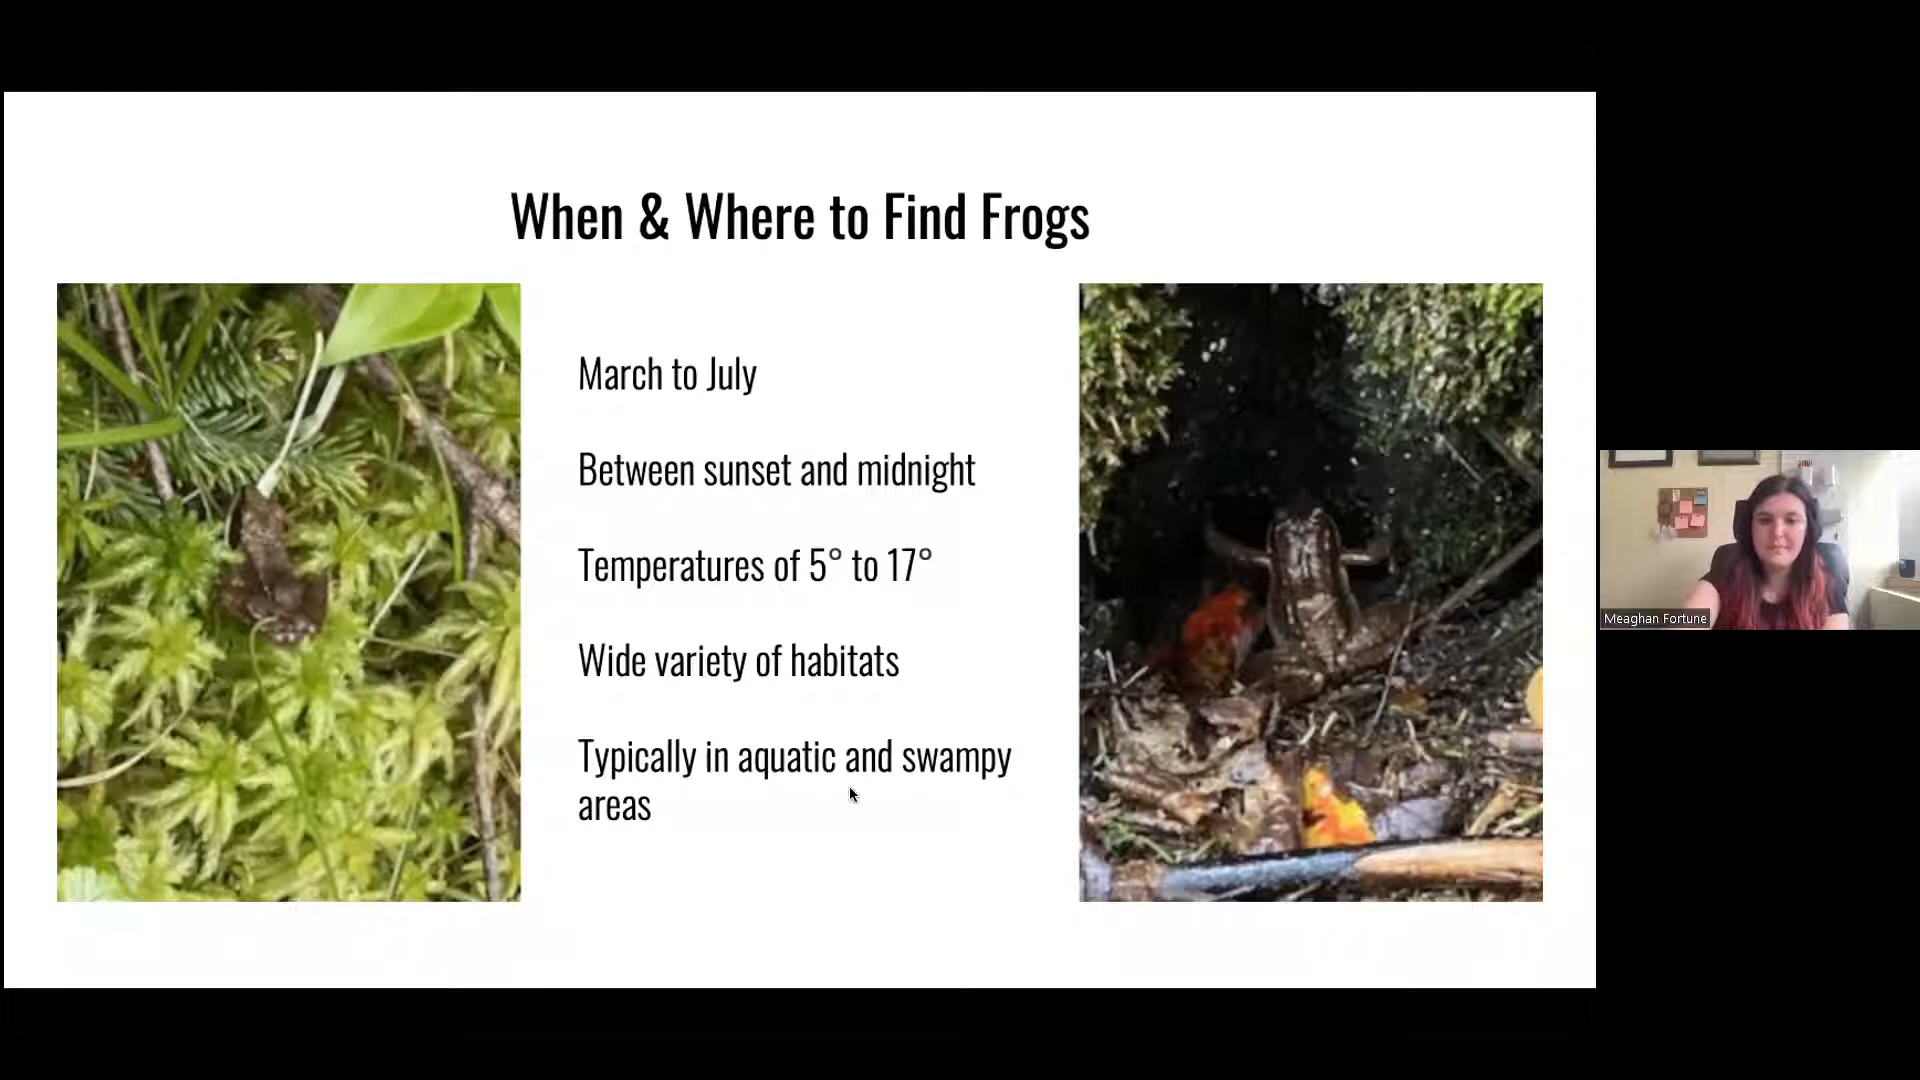 When & Where to Find Frogs
March to July
Between sunset and midnight
Temperatures of 5° to 17°
Wide variety of habitats
Typically in aquatic and swampy
areas
Meaghan Fortune